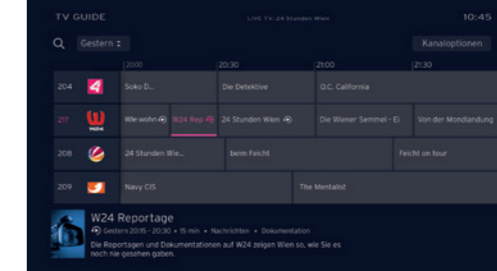 TV GUIDE LIVE TV: 24 Stunden Wien 10:45
Gestern Kanaloptionen
20:00 20:30 21:00 21:30
204 4 Soko D... Die Detektive O.C. California
217 W24 Wie wohn W24 Rep 24 Stunden Wien Die Wiener Semmel - Ei Von der Mondlandung
208 24 Stunden Wie... beim Feicht Feicht on tour
209 Navy CIS The Mentalist
W24 Reportage
Gestern 20:15 - 20:30 • 15 min • Nachrichten • Dokumentation
Die Reportagen und Dokumentationen auf W24 zeigen Wien so, wie Sie es
noch nie gesehen gaben.